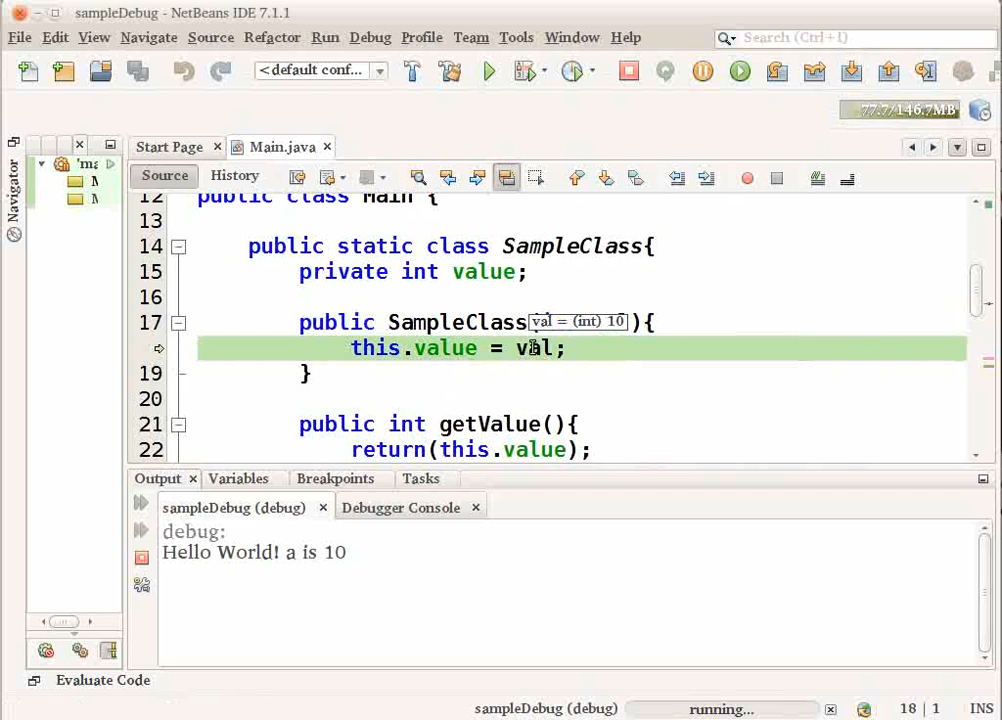 sampleDebug - NetBeans IDE 7.1.1
File Edit View Navigate Source Refactor Run Debug Profile Team Tools Window Help
Search (Ctrl+I)
<default conf...
77.7/146.7MB
Navigator
'ma
Start Page
Main.java
Source History
12 public class Main {
13
14 public static class SampleClass{
15 private int value;
16
17 public SampleClass( ){
val = (int) 10
this.value = val;
19 }
20
21 public int getValue(){
22 return(this.value);
Output Variables Breakpoints Tasks
sampleDebug (debug) Debugger Console
debug:
Hello World! a is 10
Evaluate Code
sampleDebug (debug) running... 18 | 1 INS